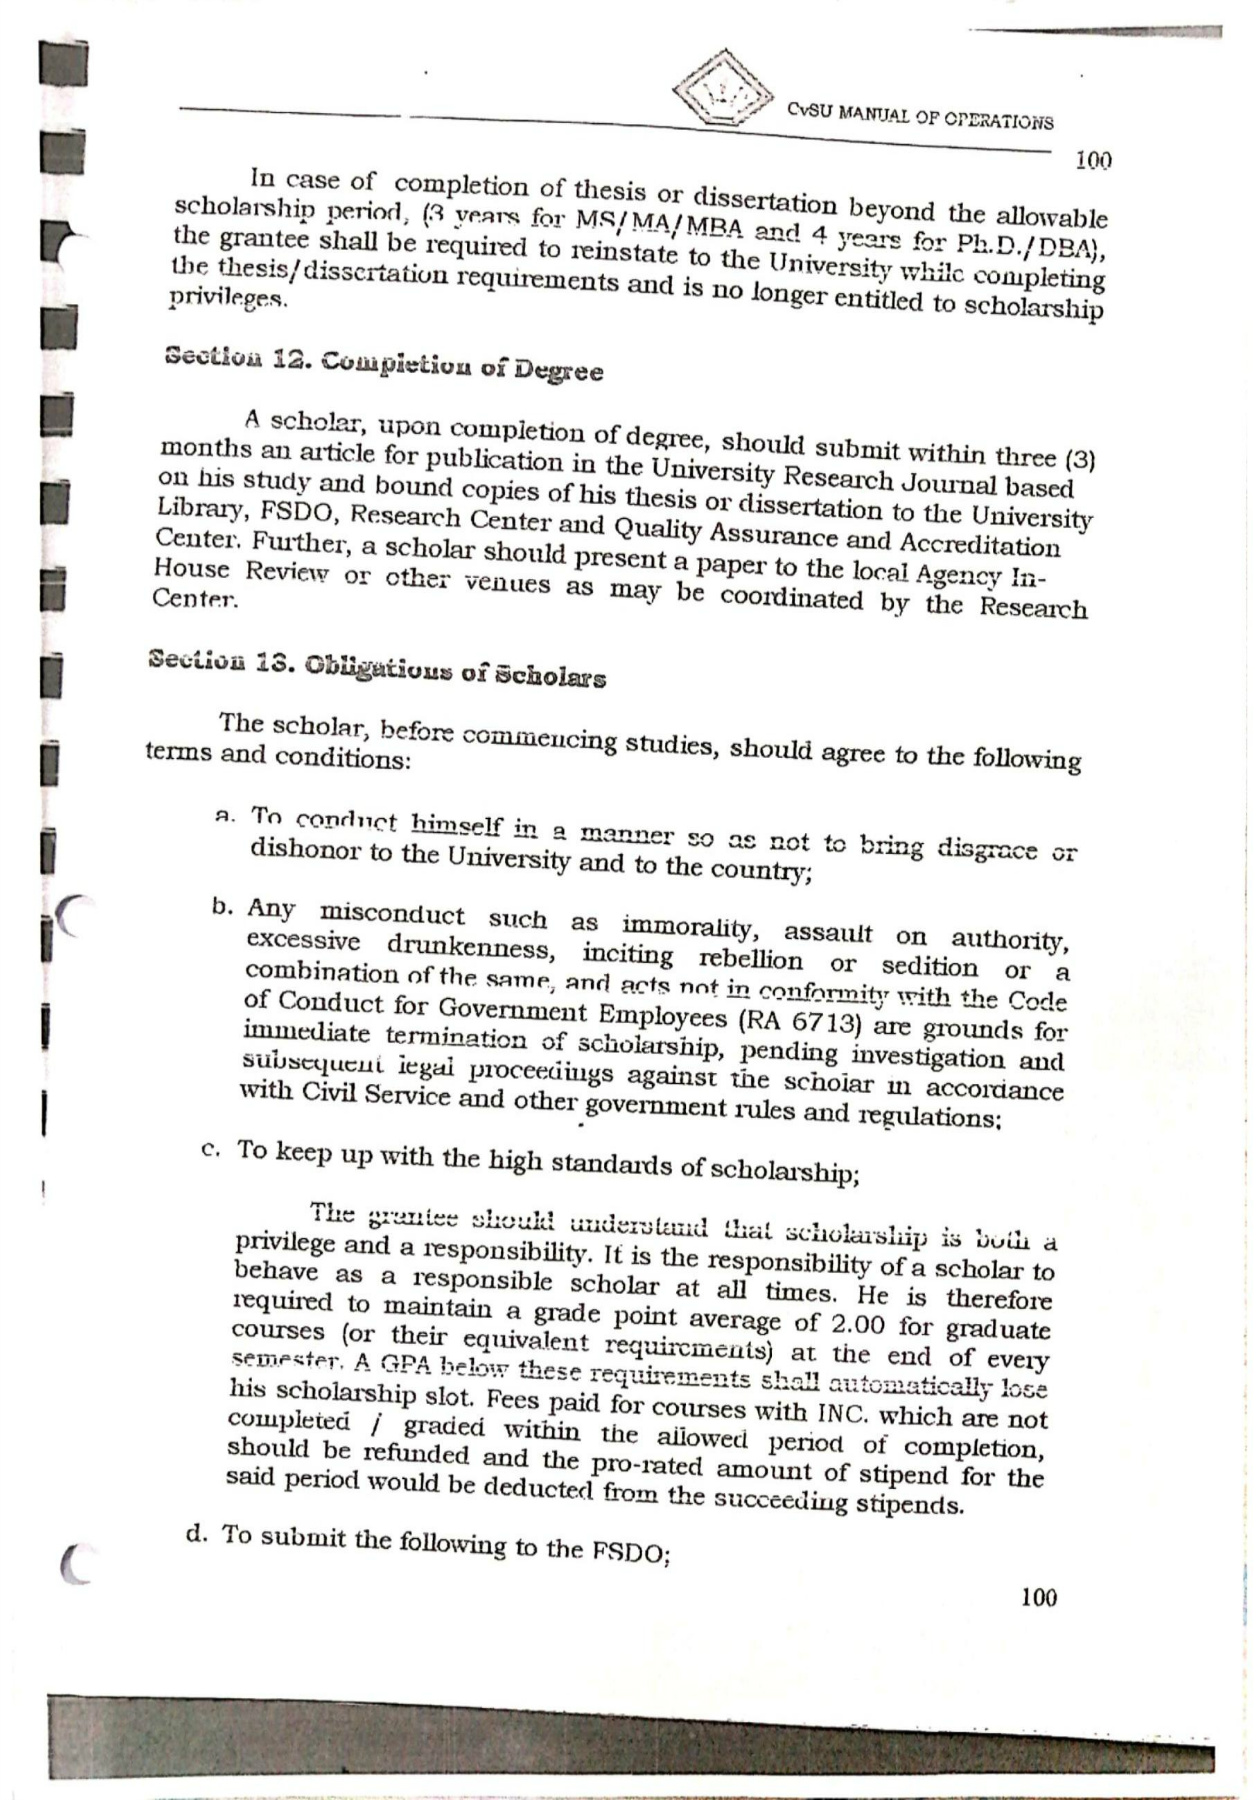 CvSU MANUAL OF OPERATIONS
100
In case of completion of thesis or dissertation beyond the allowable
scholarship period, (3 years for MS/MA/MBA and 4 years for Ph.D./DBA),
the grantee shall be required to reinstate to the University while completing
the thesis/dissertation requirements and is no longer entitled to scholarship
privileges.
Section 12. Completion of Degree
A scholar, upon completion of degree, should submit within three (3)
months an article for publication in the University Research Journal based
on his study and bound copies of his thesis or dissertation to the University
Library, FSDO, Research Center and Quality Assurance and Accreditation
Center. Further, a scholar should present a paper to the local Agency In-
House Review or other venues as may be coordinated by the Research
Center.
Section 13. Obligations of Scholars
The scholar, before commencing studies, should agree to the following
terms and conditions:
a. To conduct himself in a manner so as not to bring disgrace or
dishonor to the University and to the country;
b. Any misconduct such as immorality, assault on authority,
excessive drunkenness, inciting rebellion or sedition or a
combination of the same, and acts not in conformity with the Code
of Conduct for Government Employees (RA 6713) are grounds for
immediate termination of scholarship, pending investigation and
subsequent legal proceedings against the scholar in accordance
with Civil Service and other government rules and regulations;
c. To keep up with the high standards of scholarship;
The grantee should understand that scholarship is both a
privilege and a responsibility. It is the responsibility of a scholar to
behave as a responsible scholar at all times. He is therefore
required to maintain a grade point average of 2.00 for graduate
courses (or their equivalent requirements) at the end of every
semester. A GPA below these requirements shall automatically lose
his scholarship slot. Fees paid for courses with INC. which are not
completed / graded within the allowed period of completion,
should be refunded and the pro-rated amount of stipend for the
said period would be deducted from the succeeding stipends.
d. To submit the following to the FSDO;
100